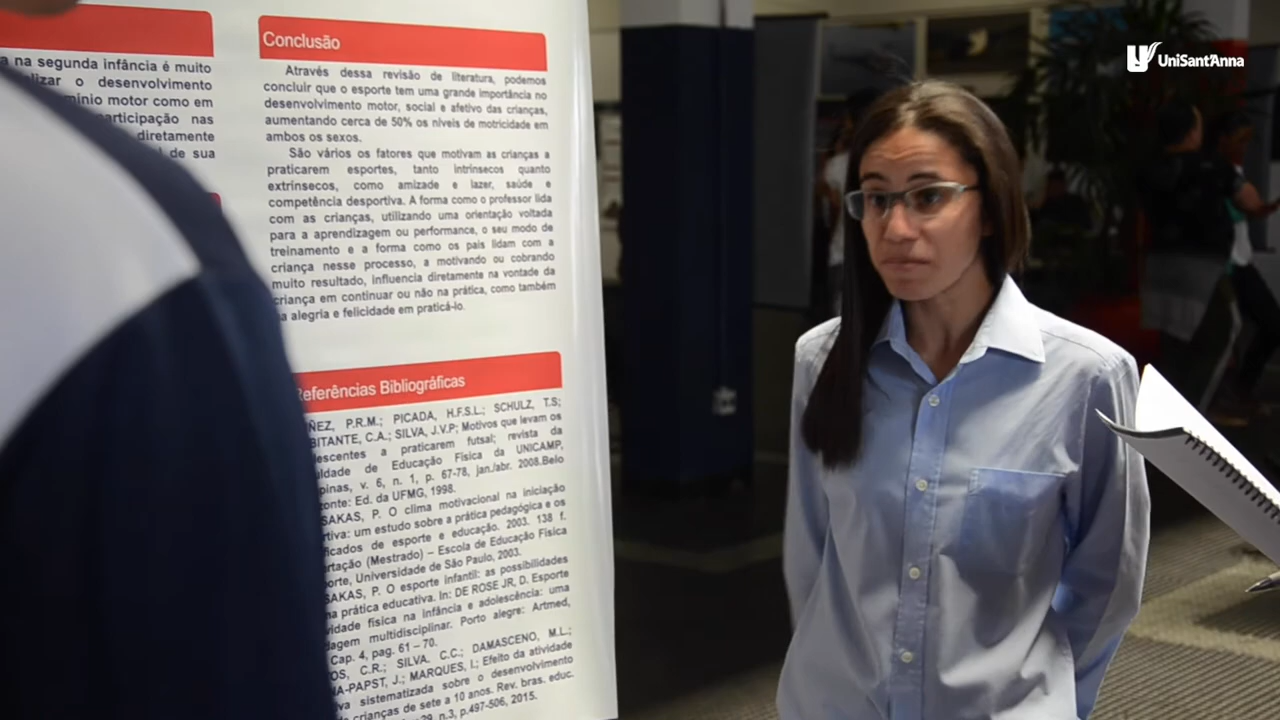 UniSant'Anna
a na segunda infância é muito
lizar o desenvolvimento
mínio motor como em
articipação nas
diretamente
l de sua
Conclusão
Através dessa revisão de literatura, podemos
concluir que o esporte tem uma grande importância no
desenvolvimento motor, social e afetivo das crianças,
aumentando cerca de 50% os níveis de motricidade em
ambos os sexos.
São vários os fatores que motivam as crianças a
praticarem esportes, tanto intrínsecos quanto
extrínsecos, como amizade e lazer, saúde e
competência desportiva. A forma como o professor lida
com as crianças, utilizando uma orientação voltada
para a aprendizagem ou performance, o seu modo de
treinamento e a forma como os pais lidam com a
criança nesse processo, a motivando ou cobrando
muito resultado, influencia diretamente na vontade da
criança em continuar ou não na prática, como também
a alegria e felicidade em praticá-lo.
Referências Bibliográficas
ÑEZ, P.R.M.; PICADA, H.F.S.L.; SCHULZ, T.S;
BITANTE, C.A.; SILVA, J.V.P; Motivos que levam os
lescentes a praticarem futsal; revista da
uldade de Educação Física da UNICAMP,
pinas, v. 6, n. 1, p. 67-78, jan./abr. 2008.Belo
zonte: Ed. da UFMG, 1998.
SAKAS, P. O clima motivacional na iniciação
rtiva: um estudo sobre a prática pedagógica e os
ficados de esporte e educação. 2003. 138 f.
rtação (Mestrado) – Escola de Educação Física
orte, Universidade de São Paulo, 2003.
SAKAS, P. O esporte infantil: as possibilidades
na prática educativa. In: DE ROSE JR, D. Esporte
vidade física na infância e adolescência: uma
dagem multidisciplinar. Porto alegre: Artmed,
Cap. 4, pag. 61 – 70.
OS, C.R.; SILVA. C.C.; DAMASCENO, M.L.;
NA-PAPST, J.; MARQUES, I.; Efeito da atividade
va sistematizada sobre o desenvolvimento
crianças de sete a 10 anos. Rev. bras. educ.
29, n.3, p.497-506, 2015.